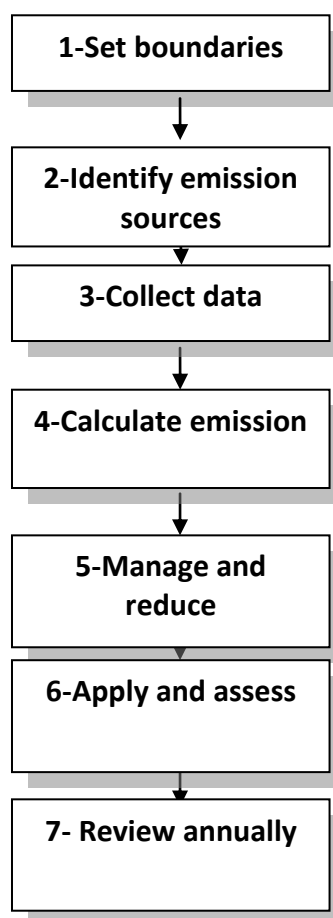 1-Set boundaries
2-Identify emission
sources
3-Collect data
4-Calculate emission
5-Manage and
reduce
6-Apply and assess
7- Review annually